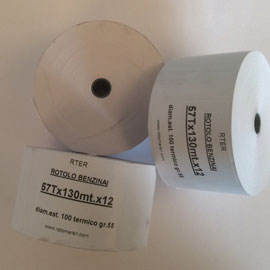 RTER
ROTOLO BENZINAI
57Tx130mt.x12
diam.est. 100 termico gr.55
RTER
ROTOLO BENZINAI
57Tx130mt.x12
diam.est. 100 termico gr.55